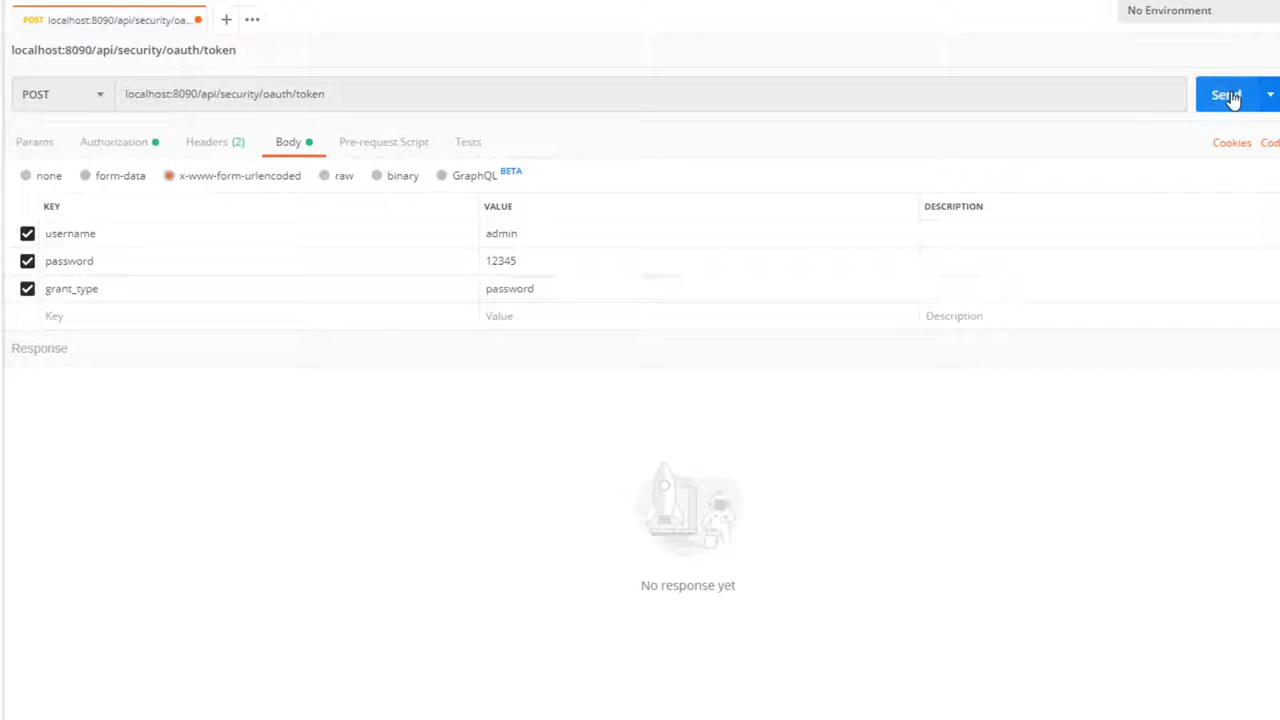 POST localhost:8090/api/security/oa...
No Environment
localhost:8090/api/security/oauth/token
POST localhost:8090/api/security/oauth/token Send
Params Authorization Headers (2) Body Pre-request Script Tests Cookies Cod
none form-data x-www-form-urlencoded raw binary GraphQL BETA
KEY VALUE DESCRIPTION
username admin
password 12345
grant_type password
Key Value Description
Response
No response yet